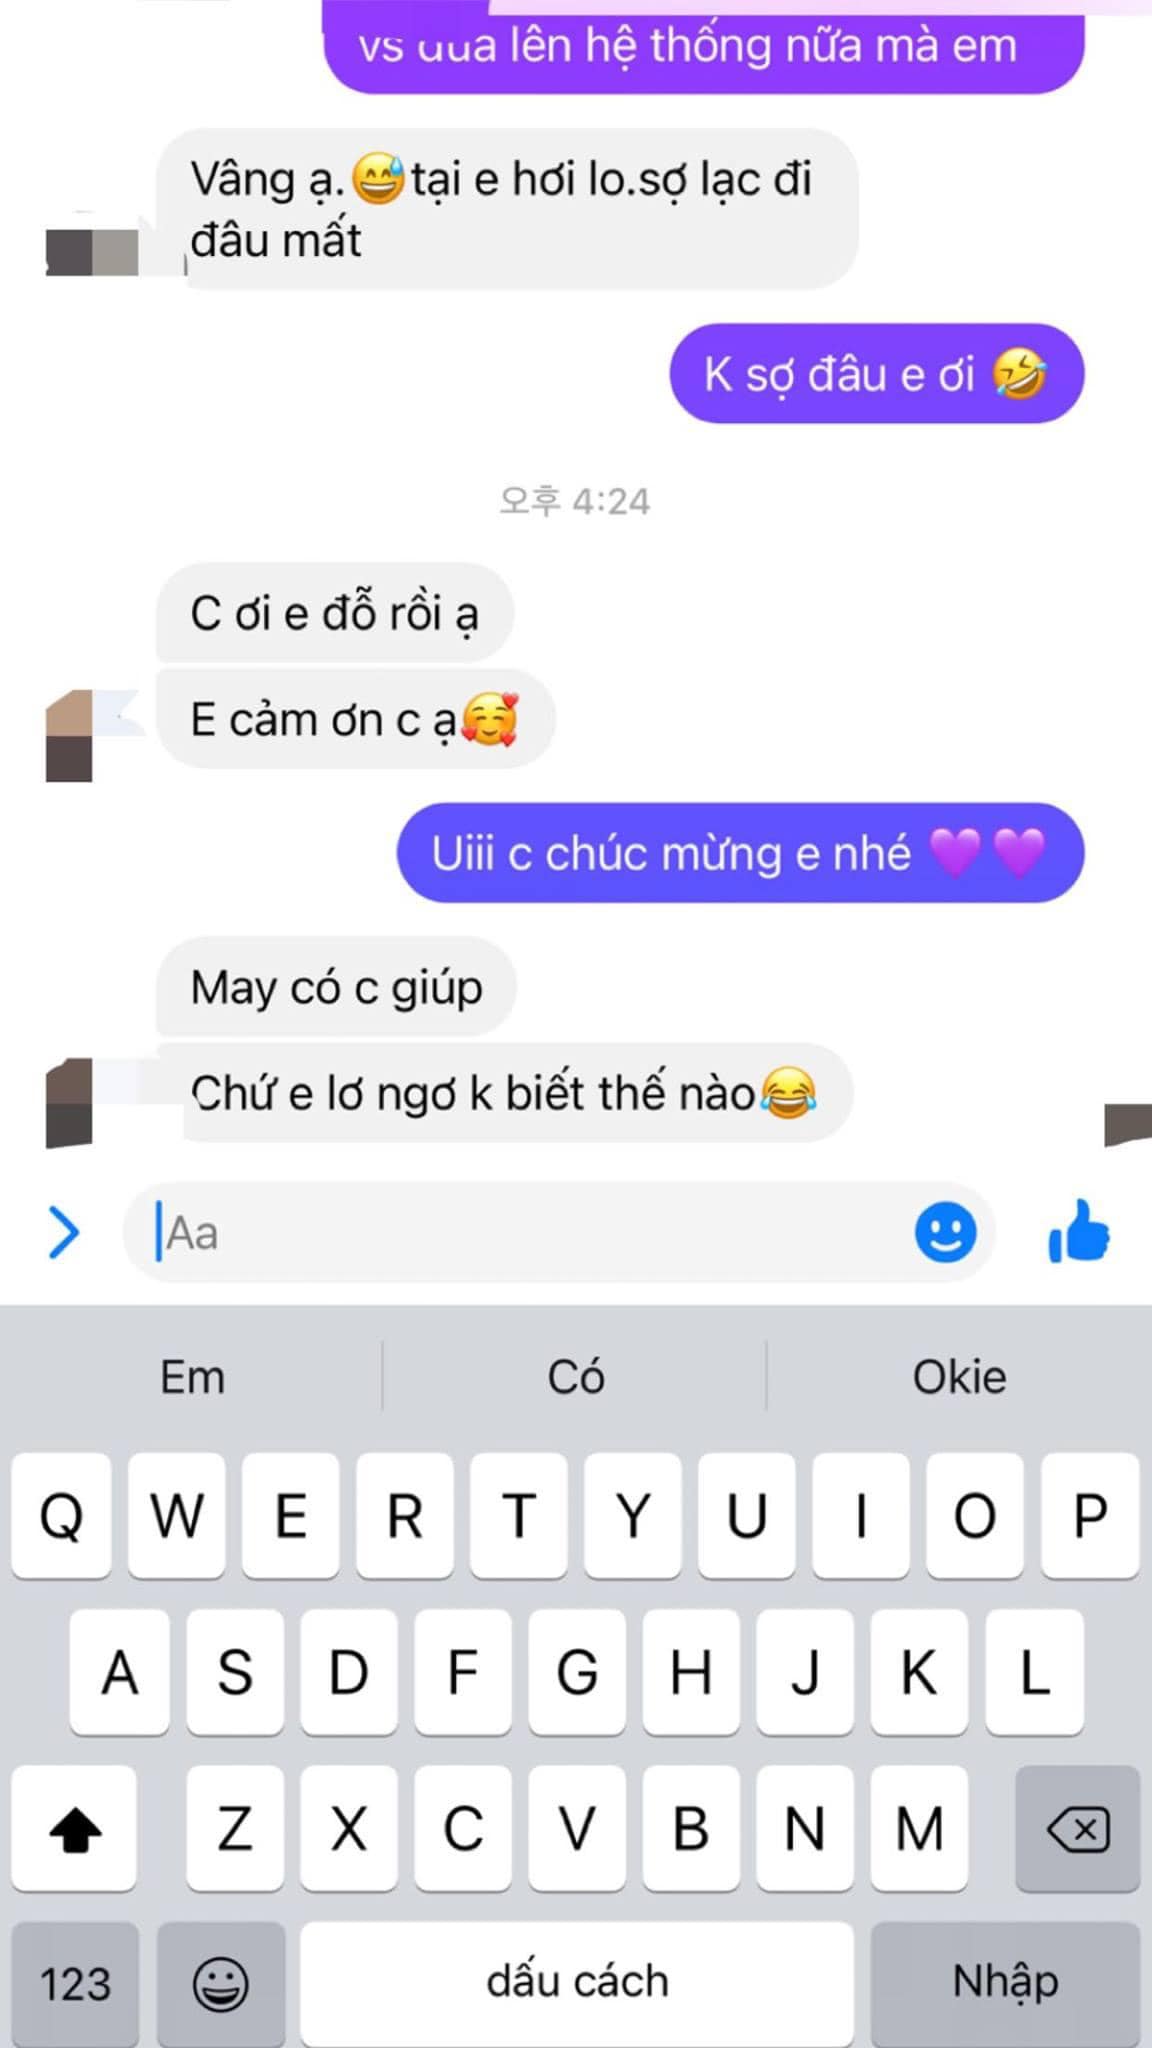 vs đưa lên hệ thống nữa mà em
Vâng ạ.😅tại e hơi lo.sợ lạc đi
đâu mất
K sợ đâu e ơi 🤣
오후 4:24
C ơi e đỗ rồi ạ
E cảm ơn c ạ🥰
Uiii c chúc mừng e nhé 💜💜
May có c giúp
Chứ e lơ ngơ k biết thế nào😂
Aa
Em Có Okie
Q W E R T Y U I O P
A S D F G H J K L
Z X C V B N M
123 dấu cách Nhập